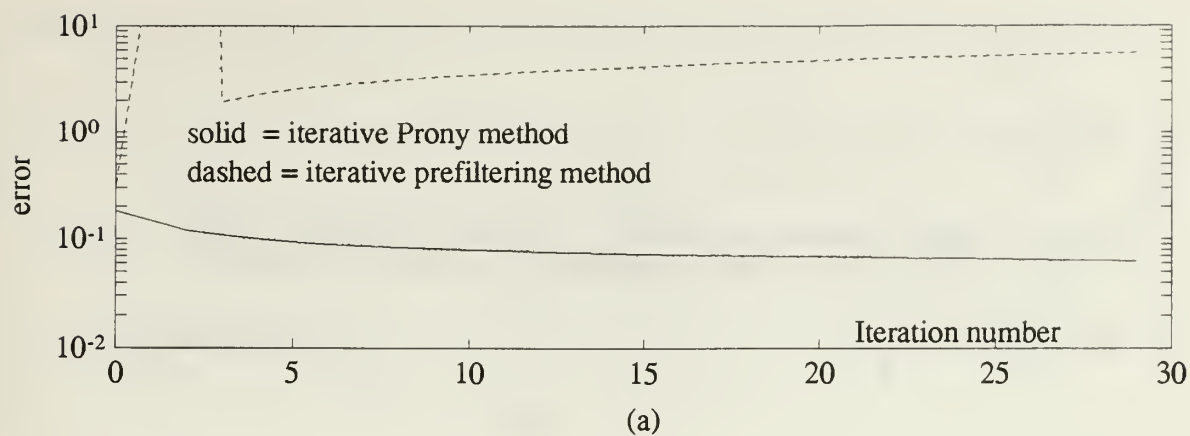 10¹
10⁰
10⁻¹
10⁻²
error
solid = iterative Prony method
dashed = iterative prefiltering method
Iteration number
0 5 10 15 20 25 30
(a)